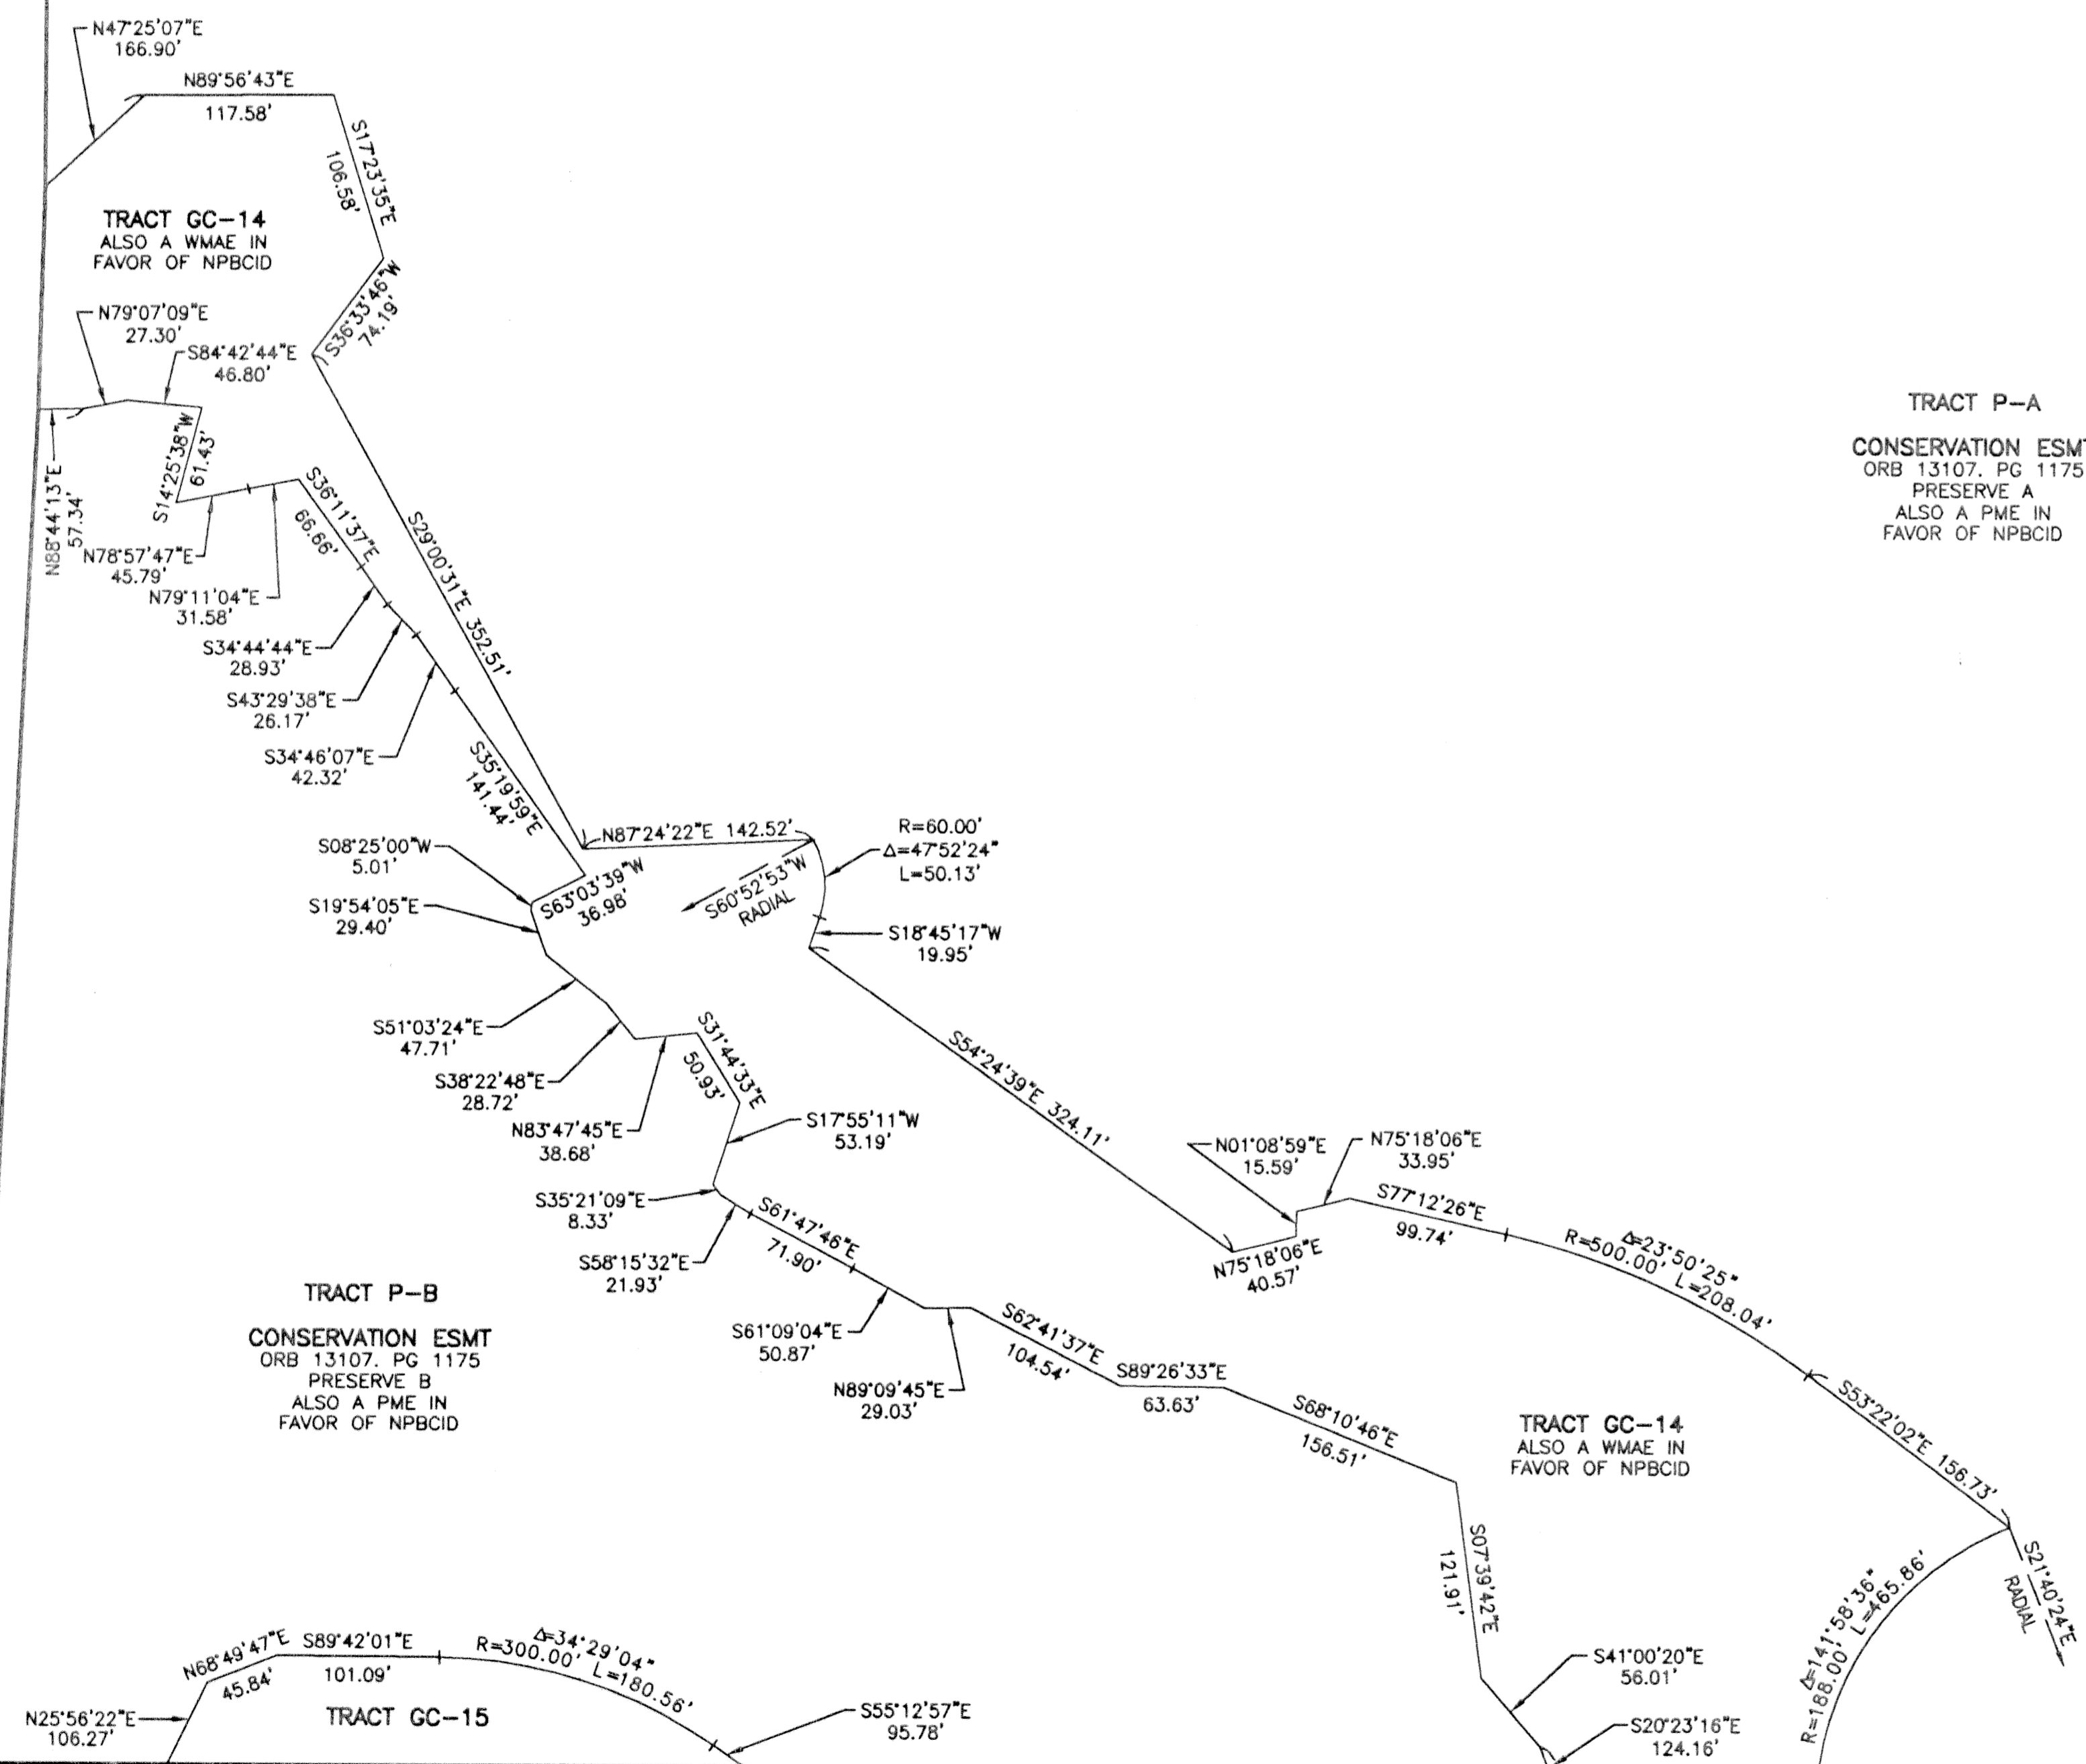 N47°25'07"E
166.90'
N89°56'43"E
117.58'
S17°23'35"E
106.58'
TRACT GC-14
ALSO A WMAE IN
FAVOR OF NPBCID
S36°33'46"W
74.19'
N79°07'09"E
27.30'
S84°42'44"E
46.80'
S14°25'38"W
61.43'
N88°44'13"E
57.34'
N78°57'47"E
45.79'
N79°11'04"E
31.58'
S36°11'37"E
66.66'
S34°44'44"E
28.93'
S43°29'38"E
26.17'
S34°46'07"E
42.32'
S29°00'31"E 352.51'
S35°19'59"E
141.44'
TRACT P-A
CONSERVATION ESMT
ORB 13107. PG 1175
PRESERVE A
ALSO A PME IN
FAVOR OF NPBCID
N87°24'22"E 142.52'
R=60.00'
Δ=47°52'24"
L=50.13'
S60°52'53"W
RADIAL
S08°25'00"W
5.01'
S63°03'39"W
36.98'
S19°54'05"E
29.40'
S18°45'17"W
19.95'
S51°03'24"E
47.71'
S38°22'48"E
28.72'
N83°47'45"E
38.68'
S31°44'33"E
50.93'
S17°55'11"W
53.19'
S54°24'39"E 324.11'
S35°21'09"E
8.33'
S58°15'32"E
21.93'
S61°47'46"E
71.90'
N01°08'59"E
15.59'
N75°18'06"E
33.95'
S77°12'26"E
99.74'
N75°18'06"E
40.57'
Δ=23°50'25"
R=500.00' L=208.04'
TRACT P-B
CONSERVATION ESMT
ORB 13107. PG 1175
PRESERVE B
ALSO A PME IN
FAVOR OF NPBCID
S61°09'04"E
50.87'
N89°09'45"E
29.03'
S62°41'37"E
104.54'
S89°26'33"E
63.63'
S68°10'46"E
156.51'
TRACT GC-14
ALSO A WMAE IN
FAVOR OF NPBCID
S53°22'02"E 156.73'
S07°39'42"E
121.91'
S21°40'24"E
RADIAL
Δ=141°58'36"
R=188.00' L=465.86'
S41°00'20"E
56.01'
S20°23'16"E
124.16'
N68°49'47"E
45.84'
S89°42'01"E
101.09'
Δ=34°29'04"
R=300.00' L=180.56'
N25°56'22"E
106.27'
TRACT GC-15
S55°12'57"E
95.78'